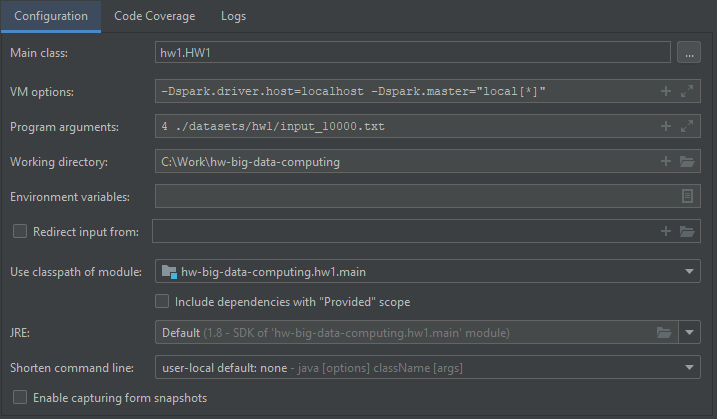 Configuration Code Coverage Logs
Main class: hw1.HW1 ...
VM options: -Dspark.driver.host=localhost -Dspark.master="local[*]"
Program arguments: 4 ./datasets/hw1/input_10000.txt
Working directory: C:\Work\hw-big-data-computing
Environment variables:
Redirect input from:
Use classpath of module: hw-big-data-computing.hw1.main
Include dependencies with "Provided" scope
JRE: Default (1.8 - SDK of 'hw-big-data-computing.hw1.main' module)
Shorten command line: user-local default: none - java [options] className [args]
Enable capturing form snapshots